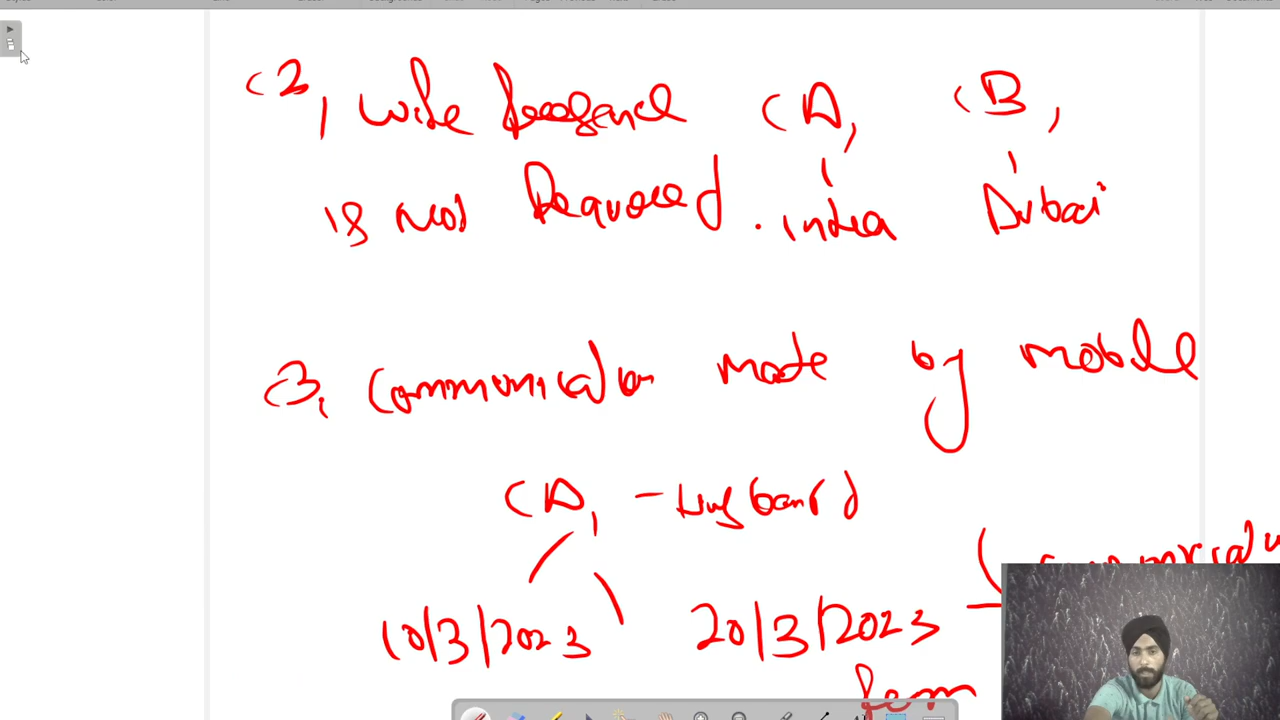 (2, wife Presence (A, (B,
is not Required. india Dubai
(3, Communication made by mobile
(A, - Husband
10/3/2023 20/3/2023
from